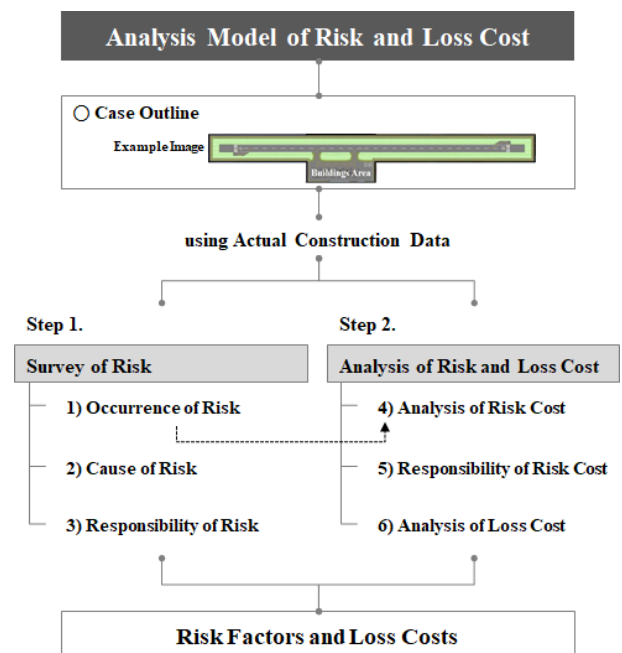 Analysis Model of Risk and Loss Cost
○ Case Outline
Example Image
Buildings Area
using Actual Construction Data
Step 1.
Survey of Risk
1) Occurrence of Risk
2) Cause of Risk
3) Responsibility of Risk
Step 2.
Analysis of Risk and Loss Cost
4) Analysis of Risk Cost
5) Responsibility of Risk Cost
6) Analysis of Loss Cost
Risk Factors and Loss Costs